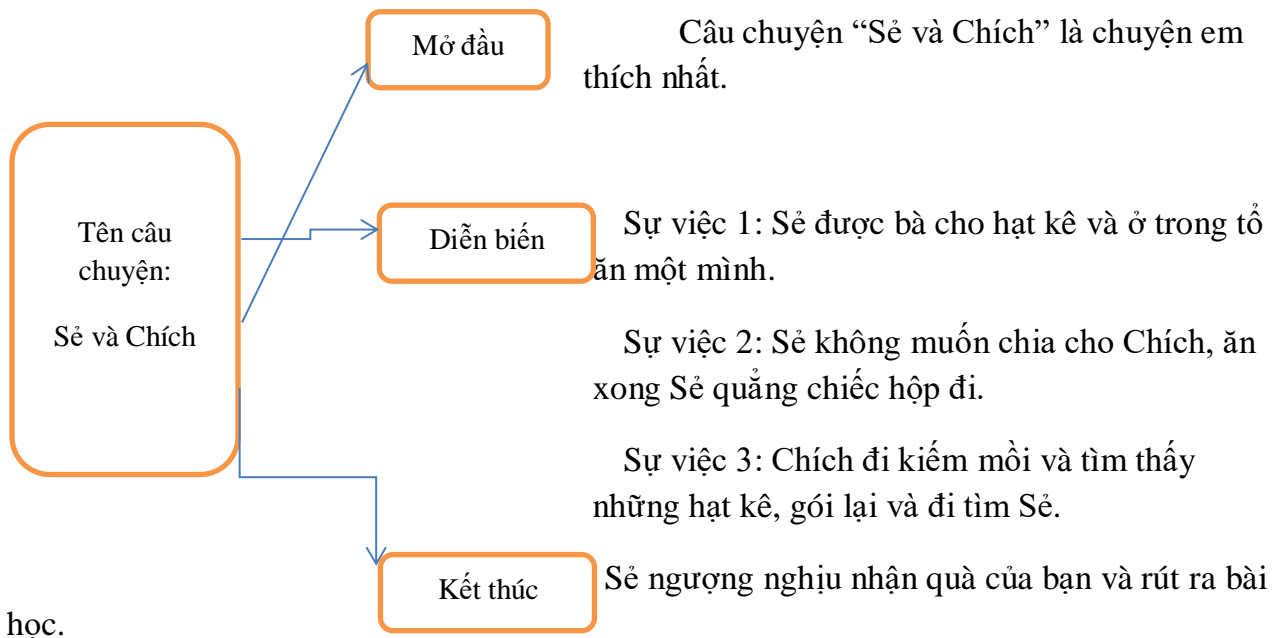 Mở đầu
Câu chuyện “Sẻ và Chích” là chuyện em
thích nhất.
Tên câu
chuyện:
Sẻ và Chích
Diễn biến
Sự việc 1: Sẻ được bà cho hạt kê và ở trong tổ
ăn một mình.
Sự việc 2: Sẻ không muốn chia cho Chích, ăn
xong Sẻ quẳng chiếc hộp đi.
Sự việc 3: Chích đi kiếm mồi và tìm thấy
những hạt kê, gói lại và đi tìm Sẻ.
Kết thúc
Sẻ ngượng nghịu nhận quà của bạn và rút ra bài
học.